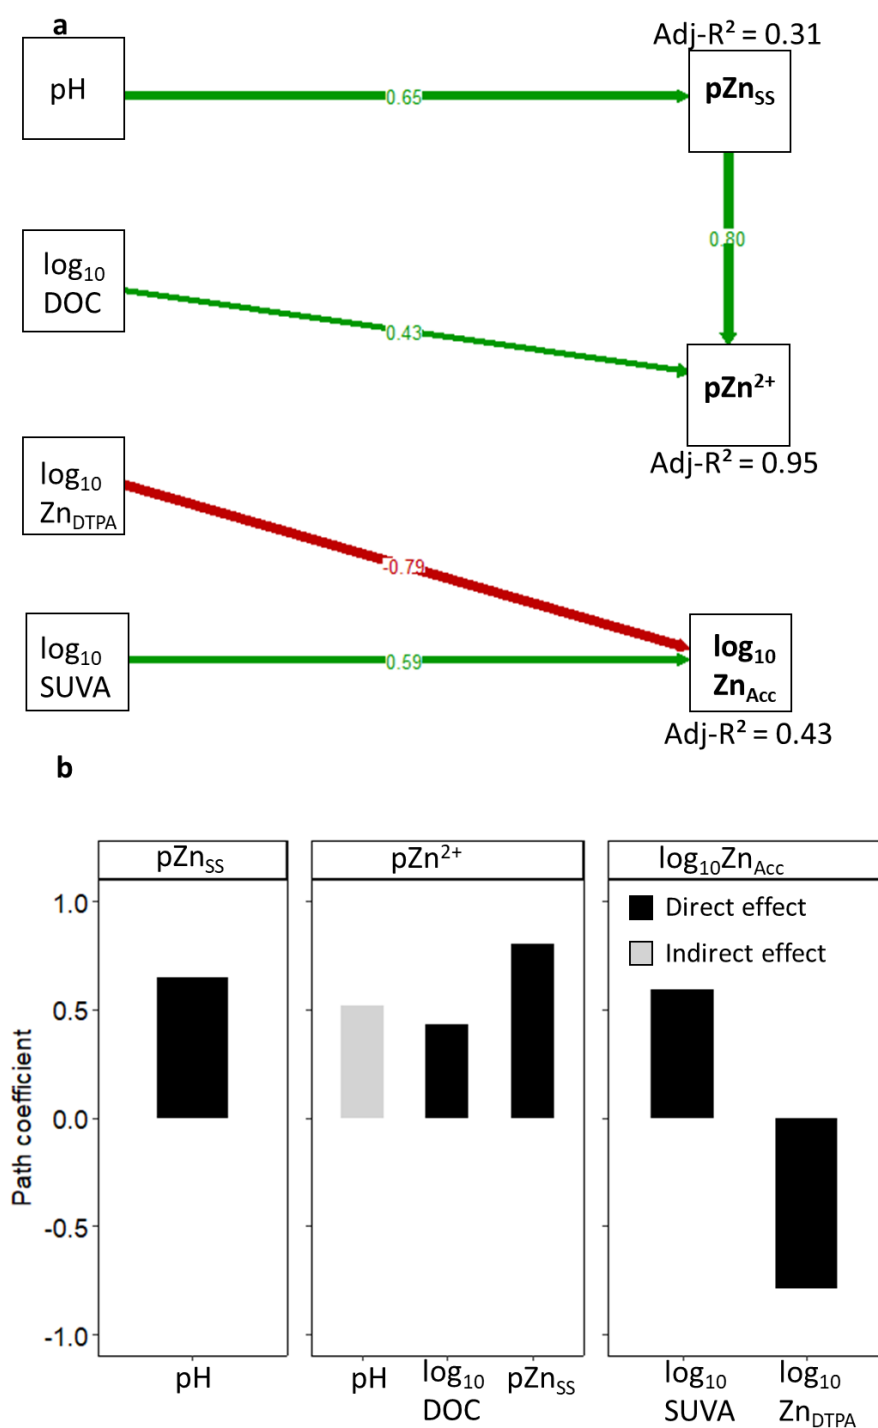 a
Adj-R² = 0.31
pH
0.65
pZnSS
0.80
log10
DOC
0.43
pZn2+
Adj-R² = 0.95
log10
ZnDTPA
-0.79
log10
SUVA
0.59
log10
ZnAcc
Adj-R² = 0.43
b
pZnSS
pZn2+
log10ZnAcc
Direct effect
Indirect effect
Path coefficient
1.0
0.5
0.0
-0.5
-1.0
pH
pH
log10
DOC
pZnSS
log10
SUVA
log10
ZnDTPA